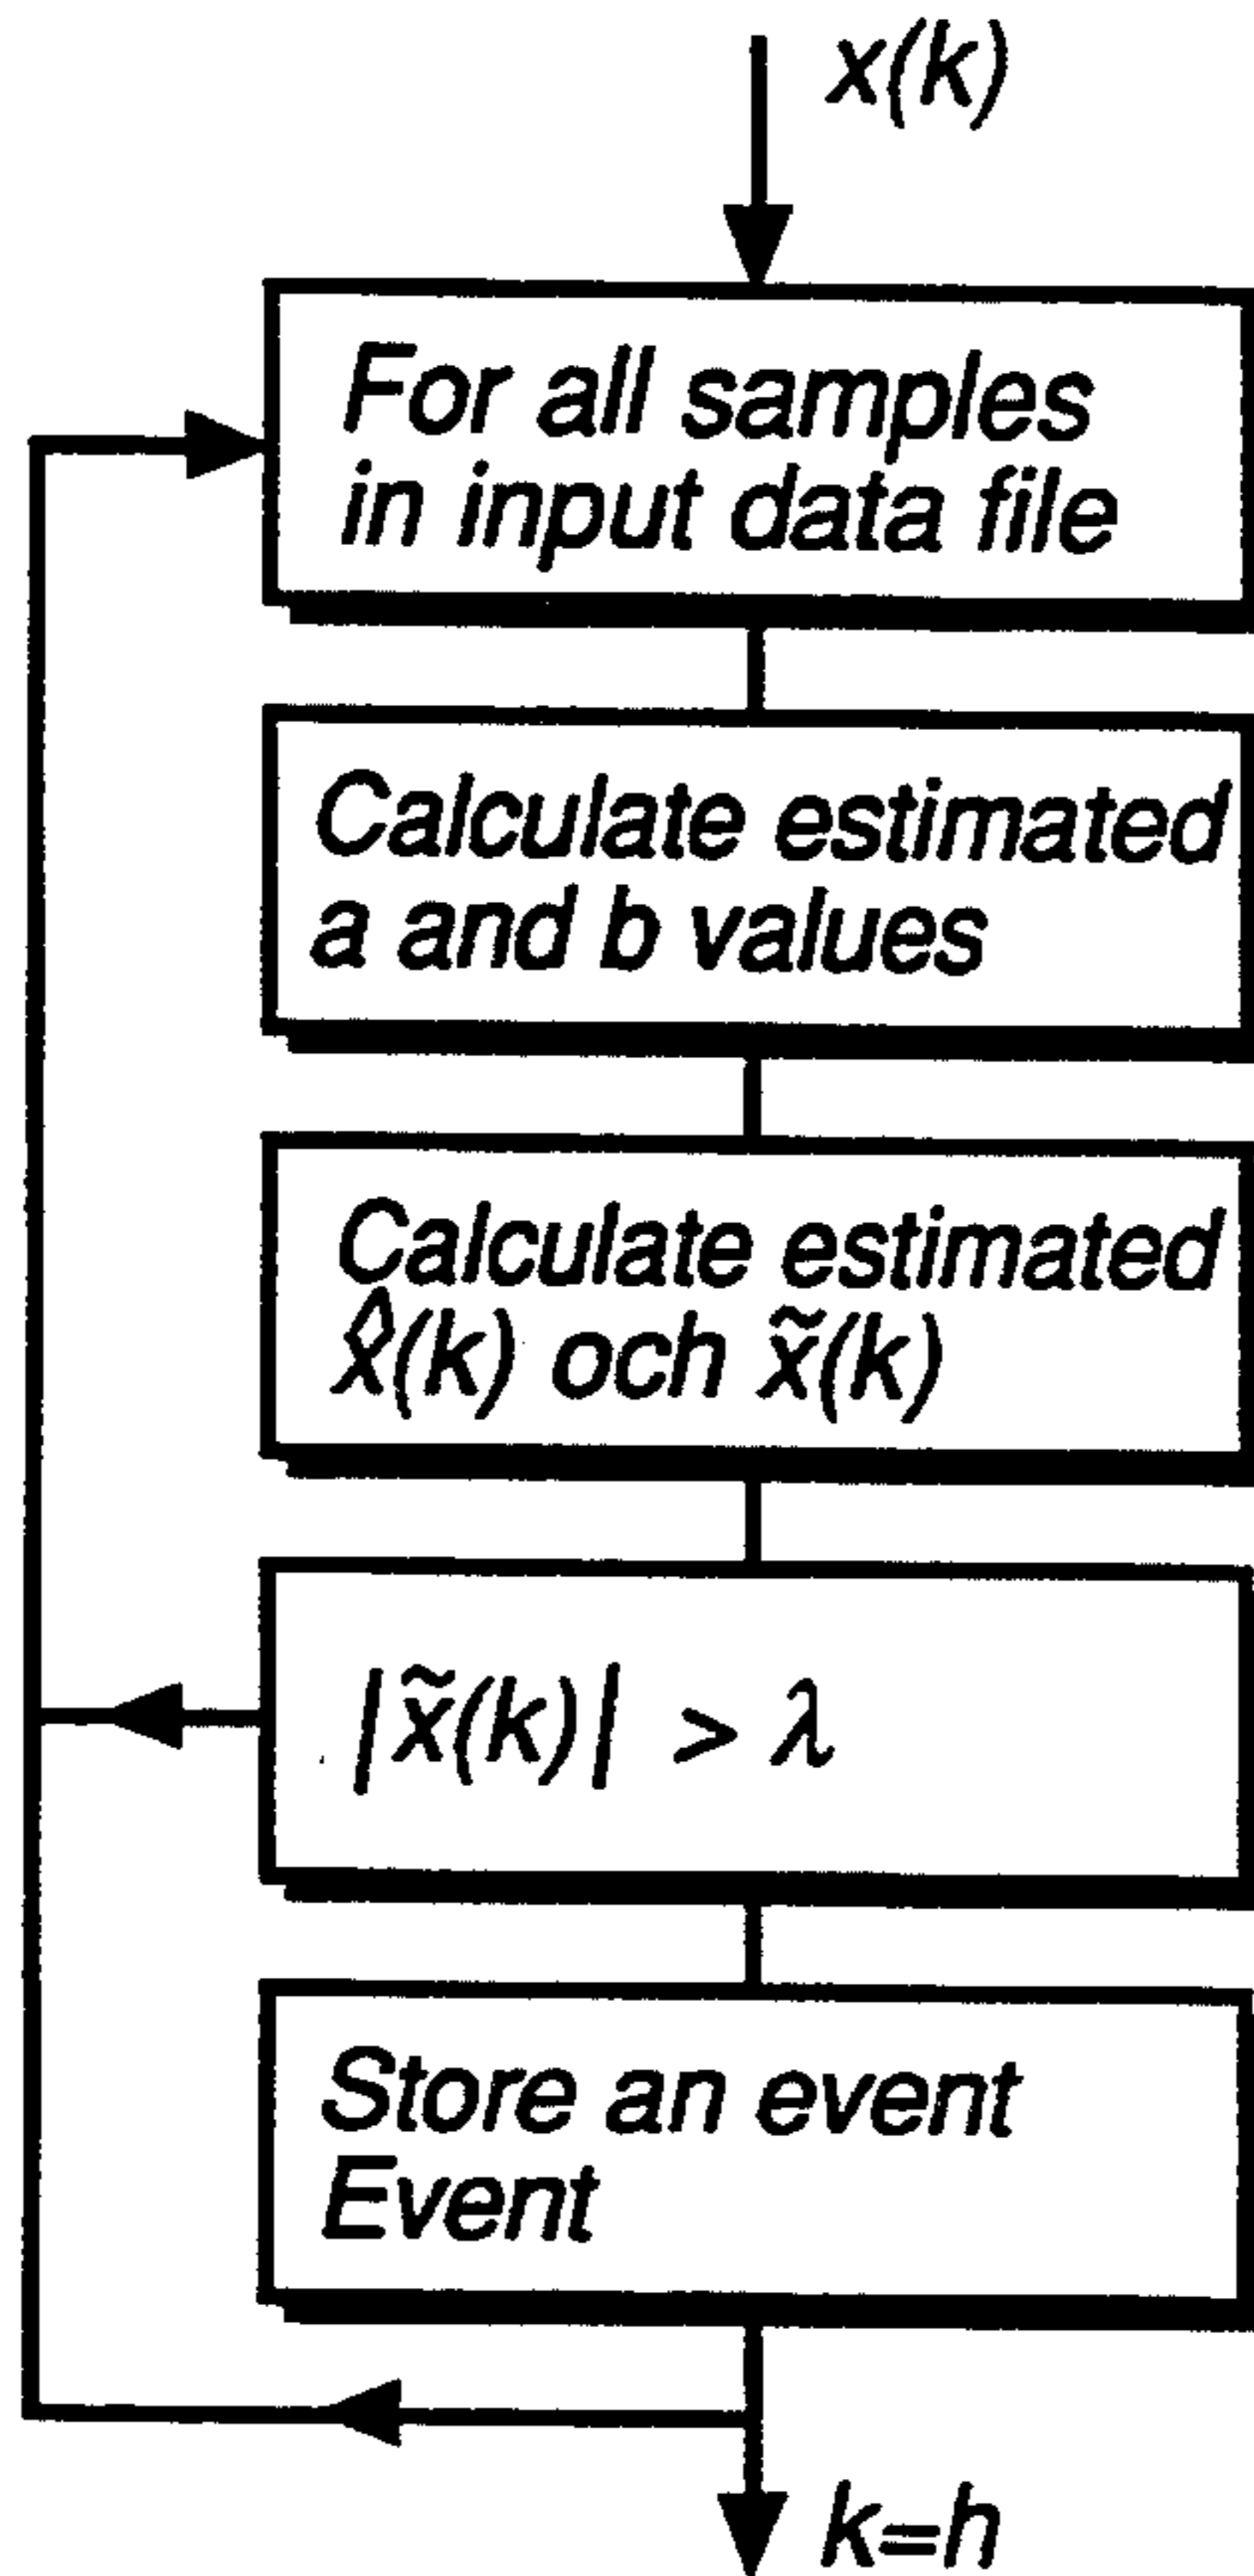 x(k)
For all samples
in input data file
Calculate estimated
a and b values
Calculate estimated
x̂(k) och x̃(k)
|x̃(k)| > λ
Store an event
Event
k=h